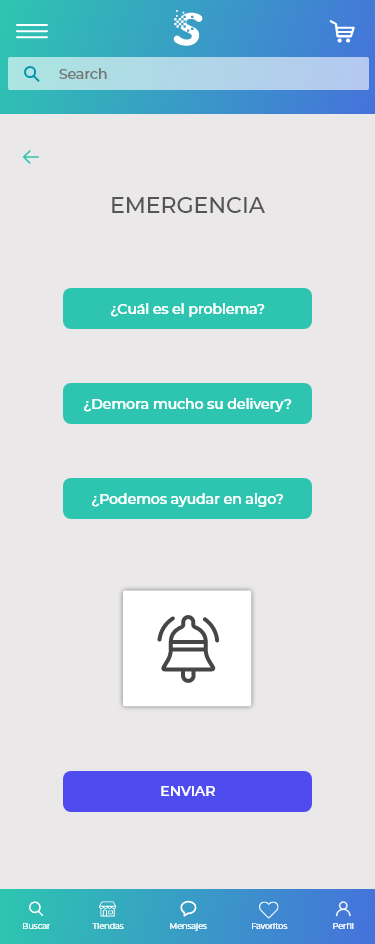 S
Search
EMERGENCIA
¿Cuál es el problema?
¿Demora mucho su delivery?
¿Podemos ayudar en algo?
ENVIAR
Buscar
Tiendas
Mensajes
Favoritos
Perfil